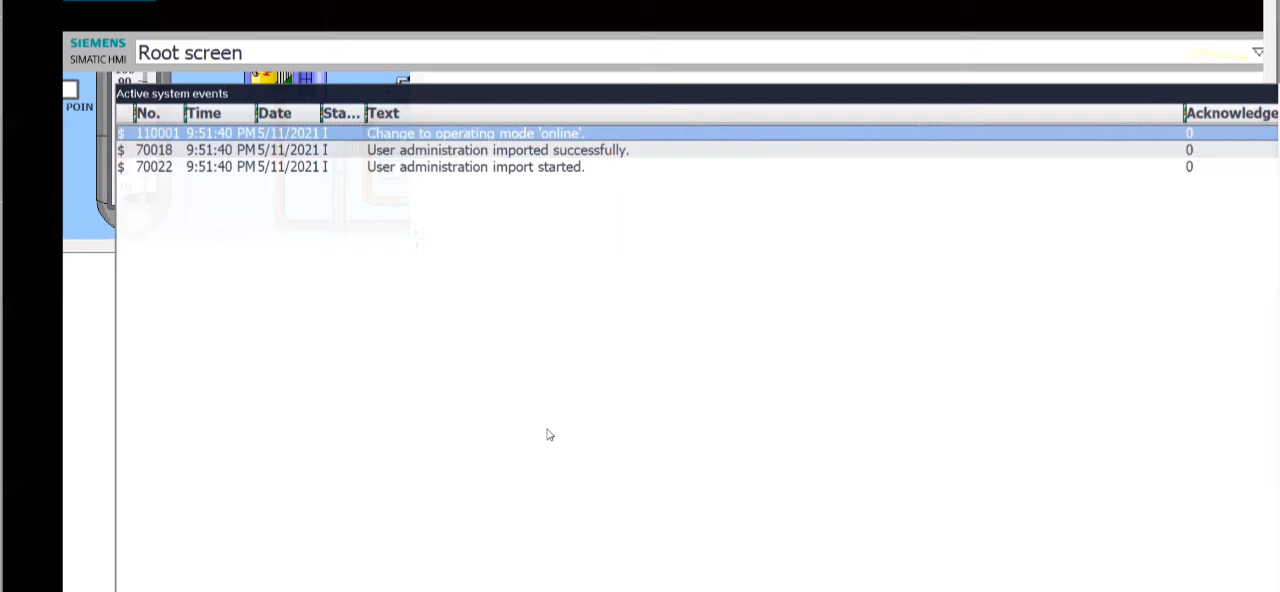 SIEMENS
SIMATIC HMI
Root screen
90
POIN
Active system events
No. Time Date Sta... Text Acknowledge
$ 110001 9:51:40 PM 5/11/2021 I Change to operating mode 'online'. 0
$ 70018 9:51:40 PM 5/11/2021 I User administration imported successfully. 0
$ 70022 9:51:40 PM 5/11/2021 I User administration import started. 0